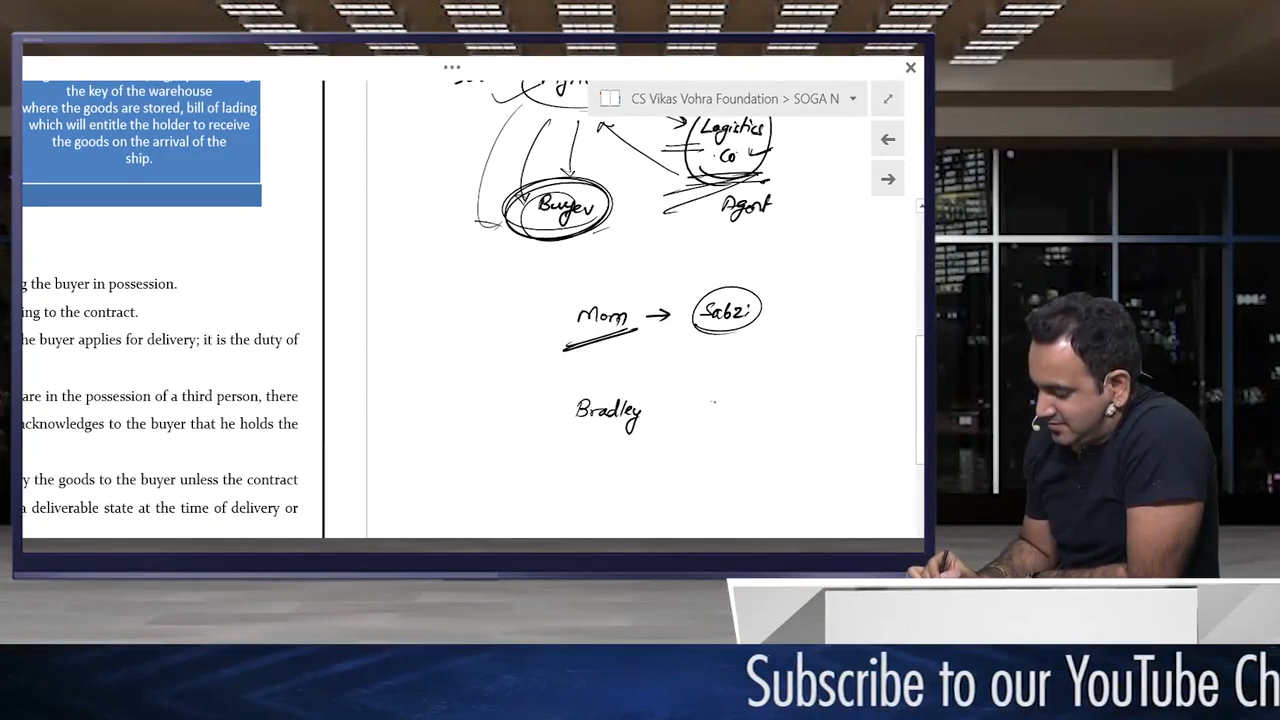 the key of the warehouse
where the goods are stored, bill of lading
which will entitle the holder to receive
the goods on the arrival of the
ship.
g the buyer in possession.
ing to the contract.
he buyer applies for delivery; it is the duty of
are in the possession of a third person, there
acknowledges to the buyer that he holds the
y the goods to the buyer unless the contract
a deliverable state at the time of delivery or
CS Vikas Vohra Foundation > SOGA N
Logistics
Co
Buyer
Agent
Mom → Sabzi
Bradley
Subscribe to our YouTube Ch